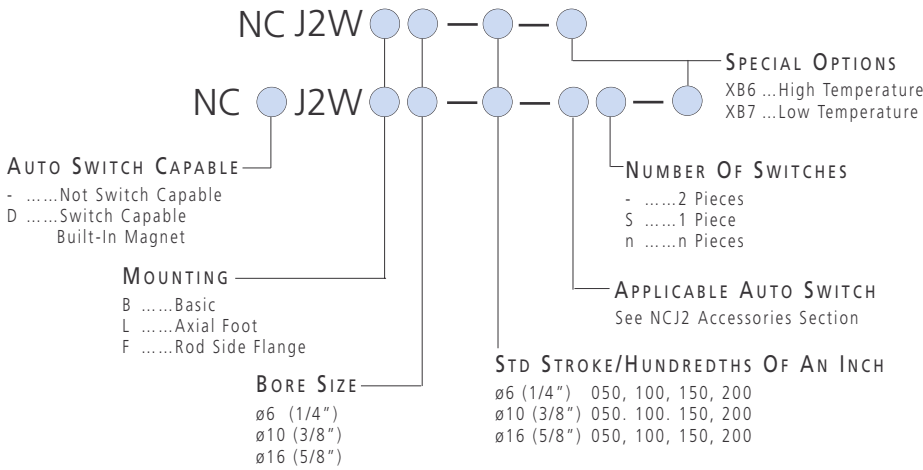 NC J2W — —
SPECIAL OPTIONS
XB6 ...High Temperature
XB7 ...Low Temperature
NC J2W — — —
AUTO SWITCH CAPABLE
- ......Not Switch Capable
D ......Switch Capable
Built-In Magnet
NUMBER OF SWITCHES
- ......2 Pieces
S ......1 Piece
n ......n Pieces
MOUNTING
B ......Basic
L ......Axial Foot
F ......Rod Side Flange
APPLICABLE AUTO SWITCH
See NCJ2 Accessories Section
BORE SIZE
ø6 (1/4")
ø10 (3/8")
ø16 (5/8")
STD STROKE/HUNDREDTHS OF AN INCH
ø6 (1/4") 050, 100, 150, 200
ø10 (3/8") 050. 100. 150, 200
ø16 (5/8") 050, 100, 150, 200